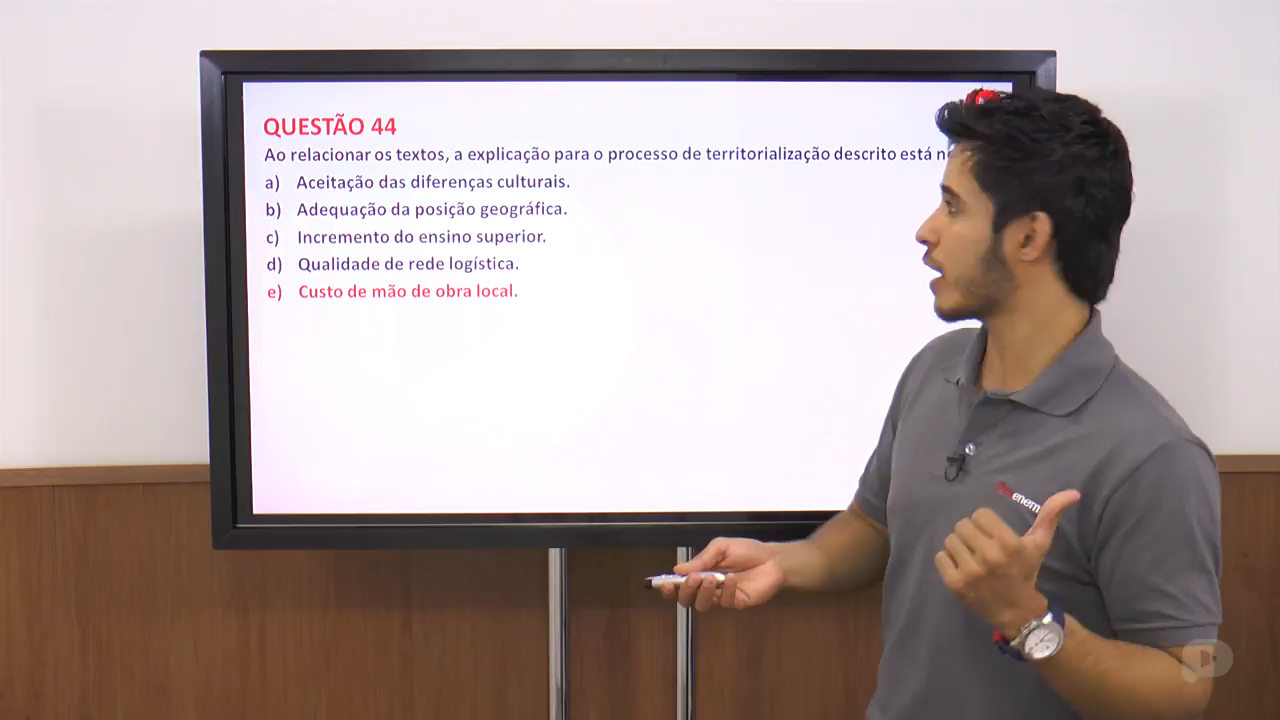 QUESTÃO 44
Ao relacionar os textos, a explicação para o processo de territorialização descrito está
a) Aceitação das diferenças culturais.
b) Adequação da posição geográfica.
c) Incremento do ensino superior.
d) Qualidade de rede logística.
e) Custo de mão de obra local.
enem